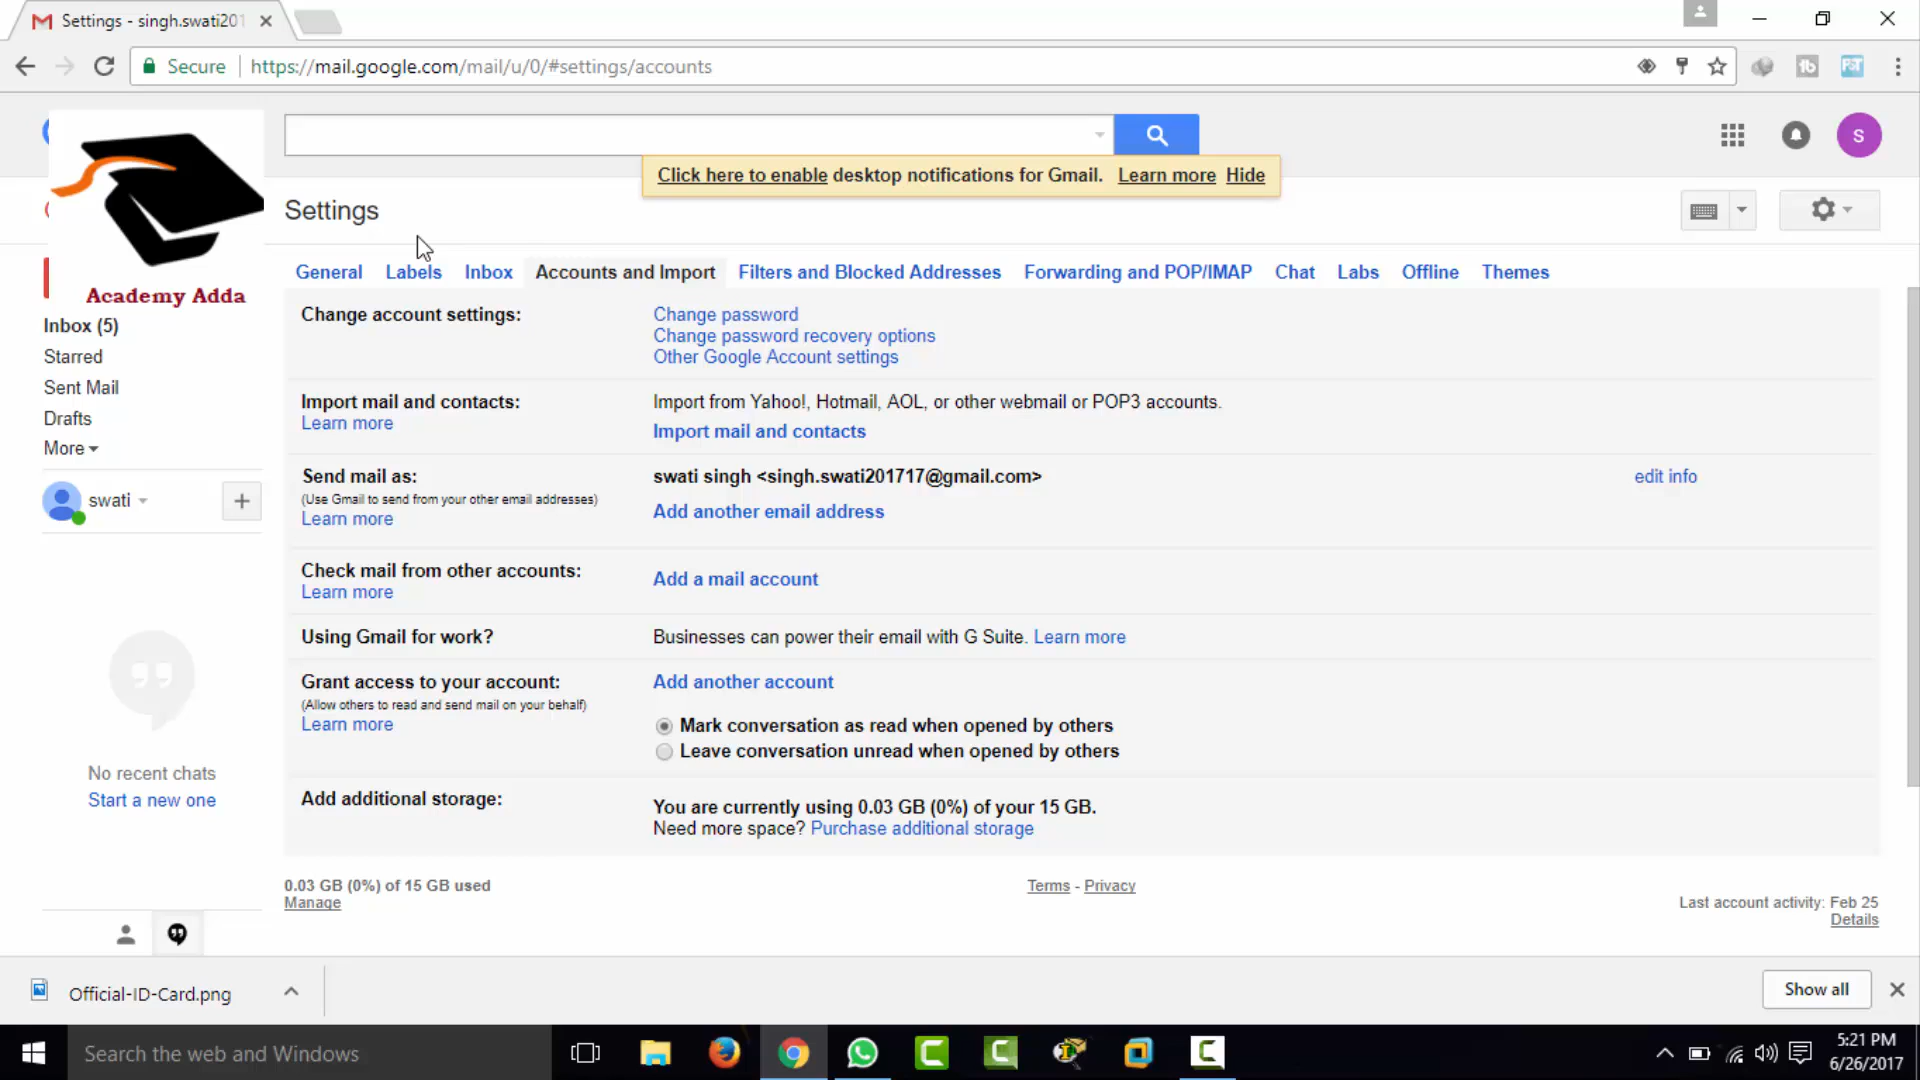 Settings - singh.swati201
Secure
https://mail.google.com/mail/u/0/#settings/accounts
S
Click here to enable desktop notifications for Gmail. Learn more Hide
Settings
Academy Adda
General Labels Inbox Accounts and Import Filters and Blocked Addresses Forwarding and POP/IMAP Chat Labs Offline Themes
Inbox (5)
Starred
Sent Mail
Drafts
More
swati
No recent chats
Start a new one
Change account settings:
Change password
Change password recovery options
Other Google Account settings
Import mail and contacts:
Learn more
Import from Yahoo!, Hotmail, AOL, or other webmail or POP3 accounts.
Import mail and contacts
Send mail as:
(Use Gmail to send from your other email addresses)
Learn more
swati singh <singh.swati201717@gmail.com>
edit info
Add another email address
Check mail from other accounts:
Learn more
Add a mail account
Using Gmail for work?
Businesses can power their email with G Suite. Learn more
Grant access to your account:
(Allow others to read and send mail on your behalf)
Learn more
Add another account
Mark conversation as read when opened by others
Leave conversation unread when opened by others
Add additional storage:
You are currently using 0.03 GB (0%) of your 15 GB.
Need more space? Purchase additional storage
0.03 GB (0%) of 15 GB used
Manage
Terms - Privacy
Last account activity: Feb 25
Details
Official-ID-Card.png
Show all
Search the web and Windows
5:21 PM
6/26/2017